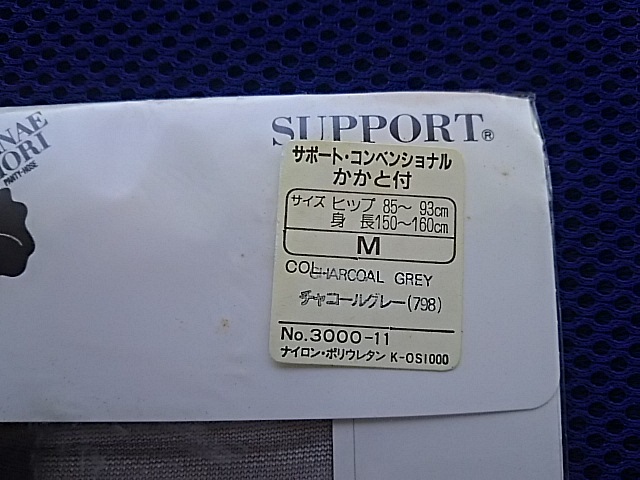 NAE
ORI
PANTY-HOSE
SUPPORT®
サポート・コンベンショナル
かかと付
サイズ ヒップ 85〜 93cm
身 長150〜160cm
M
COL.
CHARCOAL GREY
チャコールグレー(798)
No.3000-11
ナイロン・ポリウレタン K-OS1000